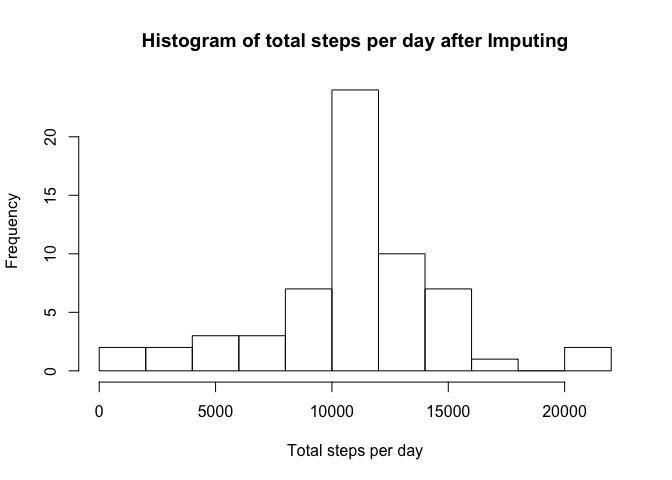 Histogram of total steps per day after Imputing
Frequency
20
15
10
5
0
0 5000 10000 15000 20000
Total steps per day